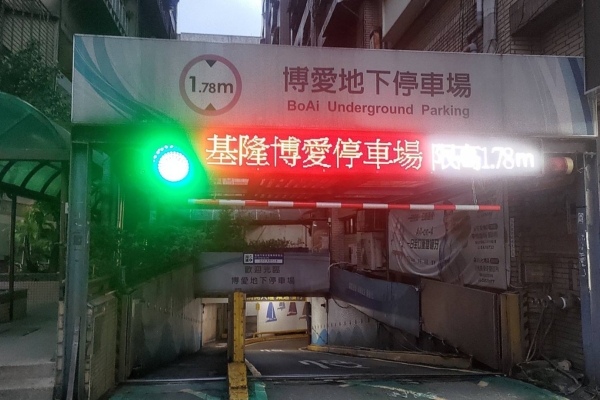 1.78m
博愛地下停車場
BoAi Underground Parking
基隆博愛停車場 限高1.78m
歡迎光臨
博愛地下停車場